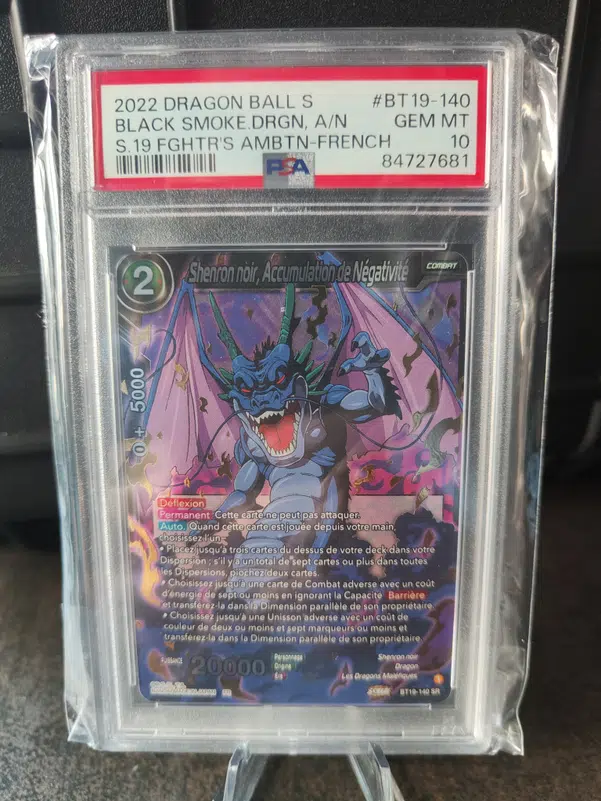 2022 DRAGON BALL S #BT19-140
BLACK SMOKE.DRGN, A/N GEM MT
S.19 FGHTR'S AMBTN-FRENCH 10
PSA 84727681
2 Shenron noir, Accumulation de Négativité COMBAT
0 + 5000
Déflexion
Permanent Cette carte ne peut pas attaquer.
Auto. Quand cette carte est jouée depuis votre main,
choisissez l'un—
• Placez jusqu'à trois cartes du dessus de votre deck dans votre
Dispersion ; s'il y a un total de sept cartes ou plus dans toutes
les Dispersions, piochez deux cartes.
• Choisissez jusqu'à une carte de Combat adverse avec un coût
d'énergie de sept ou moins en ignorant la Capacité Barrière
et transférez-la dans la Dimension parallèle de son propriétaire.
• Choisissez jusqu'à une Unisson adverse avec un coût de
couleur de deux ou moins et sept marqueurs ou moins et
transférez-la dans la Dimension parallèle de son propriétaire.
PUISSANCE 20000
Personnage Shenron noir
Origine Dragon
Ère Les Dragons Maléfiques
BT19-140 SR